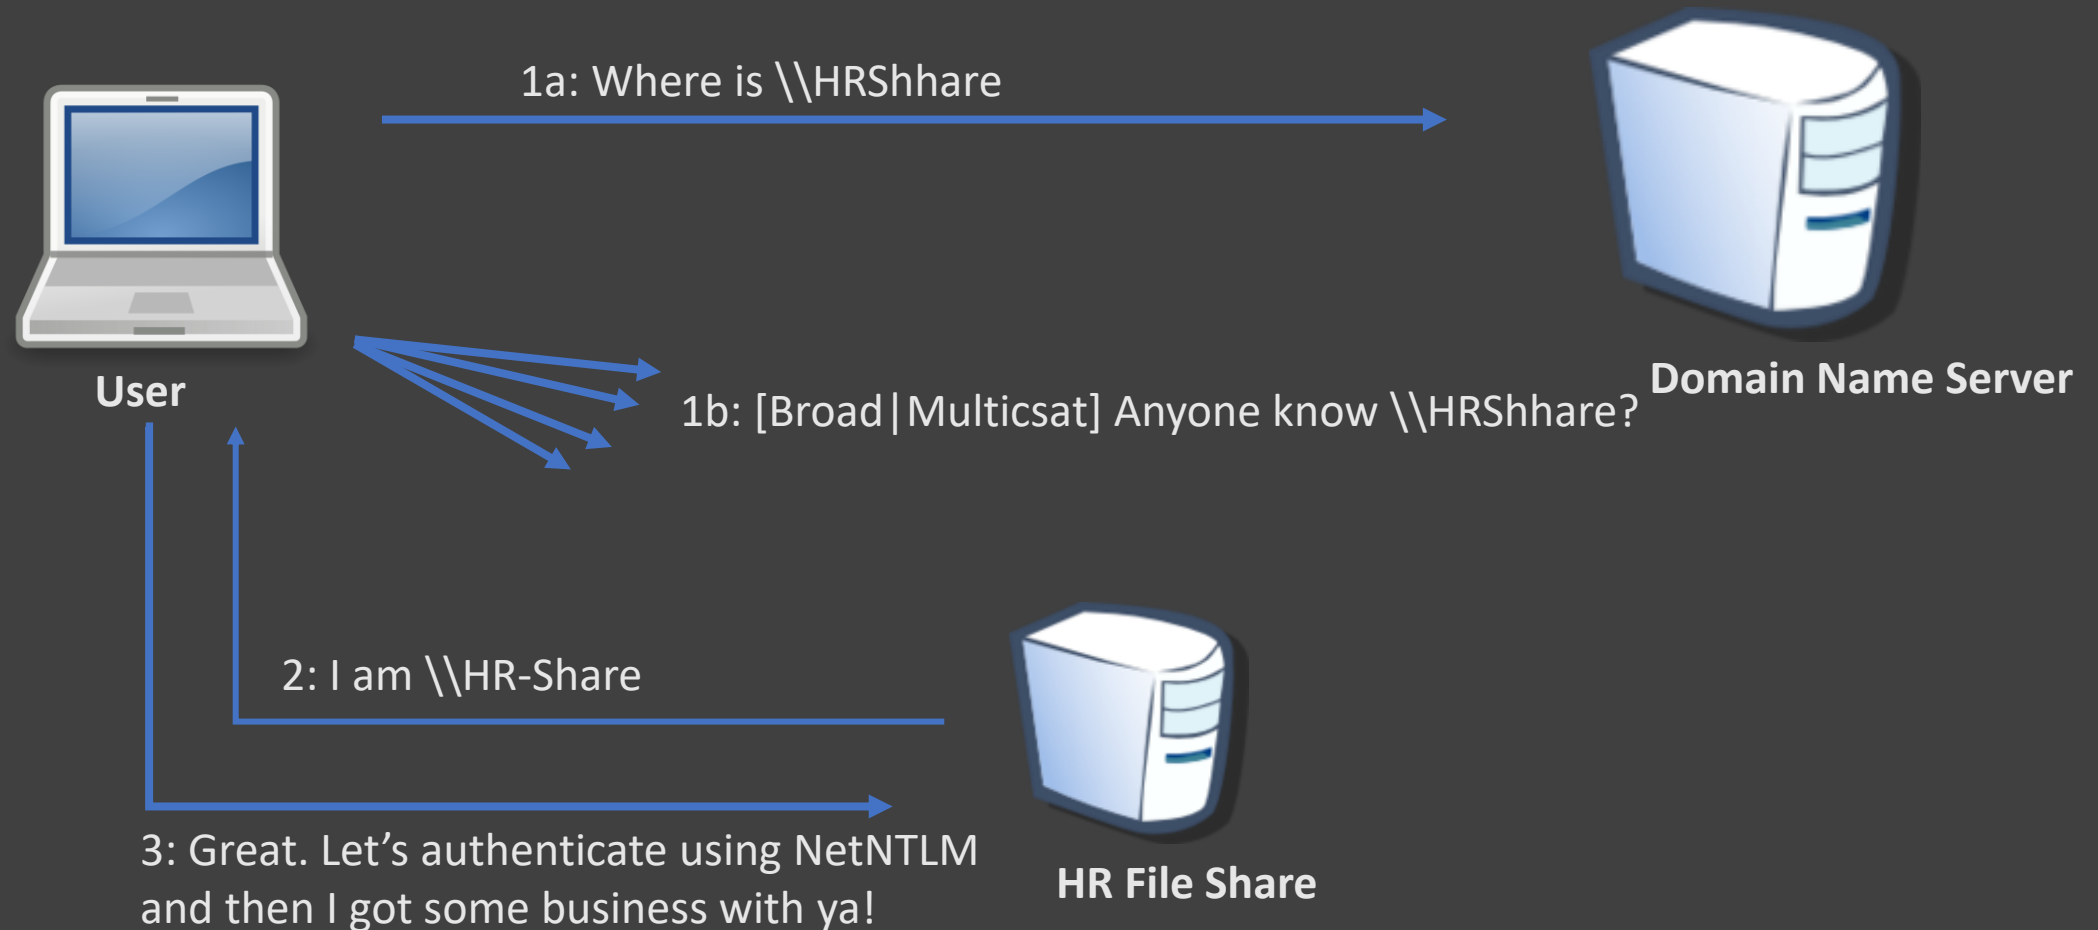 1a: Where is \\HRShhare
User
Domain Name Server
1b: [Broad|Multicsat] Anyone know \\HRShhare?
2: I am \\HR-Share
3: Great. Let’s authenticate using NetNTLM
and then I got some business with ya!
HR File Share